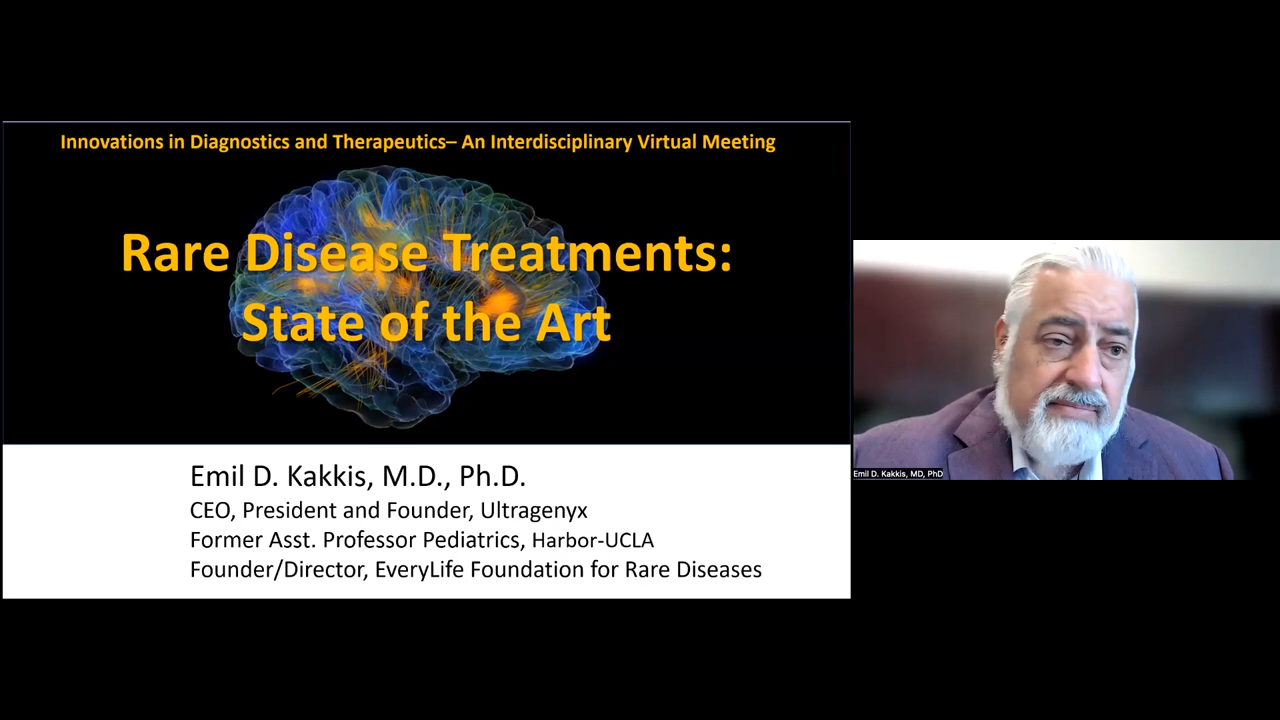 Innovations in Diagnostics and Therapeutics– An Interdisciplinary Virtual Meeting
Rare Disease Treatments:
State of the Art
Emil D. Kakkis, M.D., Ph.D.
CEO, President and Founder, Ultragenyx
Former Asst. Professor Pediatrics, Harbor-UCLA
Founder/Director, EveryLife Foundation for Rare Diseases
Emil D. Kakkis, MD, PhD